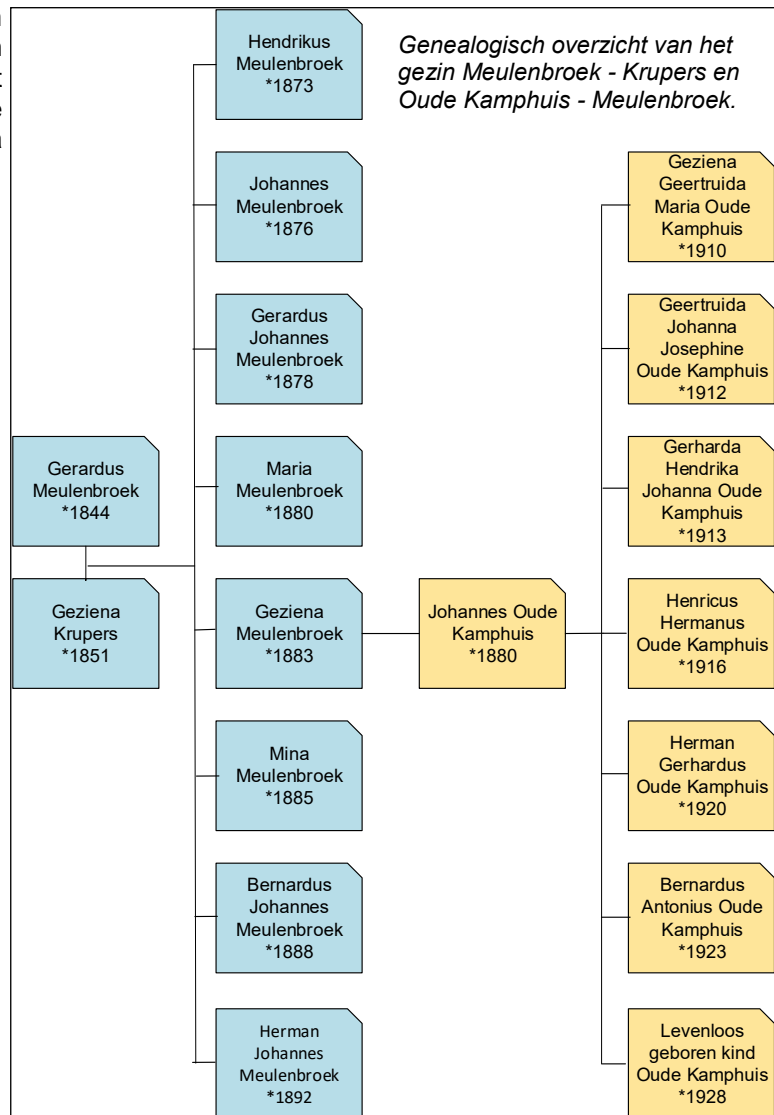 Genealogisch overzicht van het
gezin Meulenbroek - Krupers en
Oude Kamphuis - Meulenbroek.
Gerardus
Meulenbroek
*1844
Geziena
Krupers
*1851
Hendrikus
Meulenbroek
*1873
Johannes
Meulenbroek
*1876
Gerardus
Johannes
Meulenbroek
*1878
Maria
Meulenbroek
*1880
Geziena
Meulenbroek
*1883
Mina
Meulenbroek
*1885
Bernardus
Johannes
Meulenbroek
*1888
Herman
Johannes
Meulenbroek
*1892
Johannes Oude
Kamphuis
*1880
Geziena
Geertruida
Maria Oude
Kamphuis
*1910
Geertruida
Johanna
Josephine
Oude Kamphuis
*1912
Gerharda
Hendrika
Johanna Oude
Kamphuis
*1913
Henricus
Hermanus
Oude Kamphuis
*1916
Herman
Gerhardus
Oude Kamphuis
*1920
Bernardus
Antonius Oude
Kamphuis
*1923
Levenloos
geboren kind
Oude Kamphuis
*1928